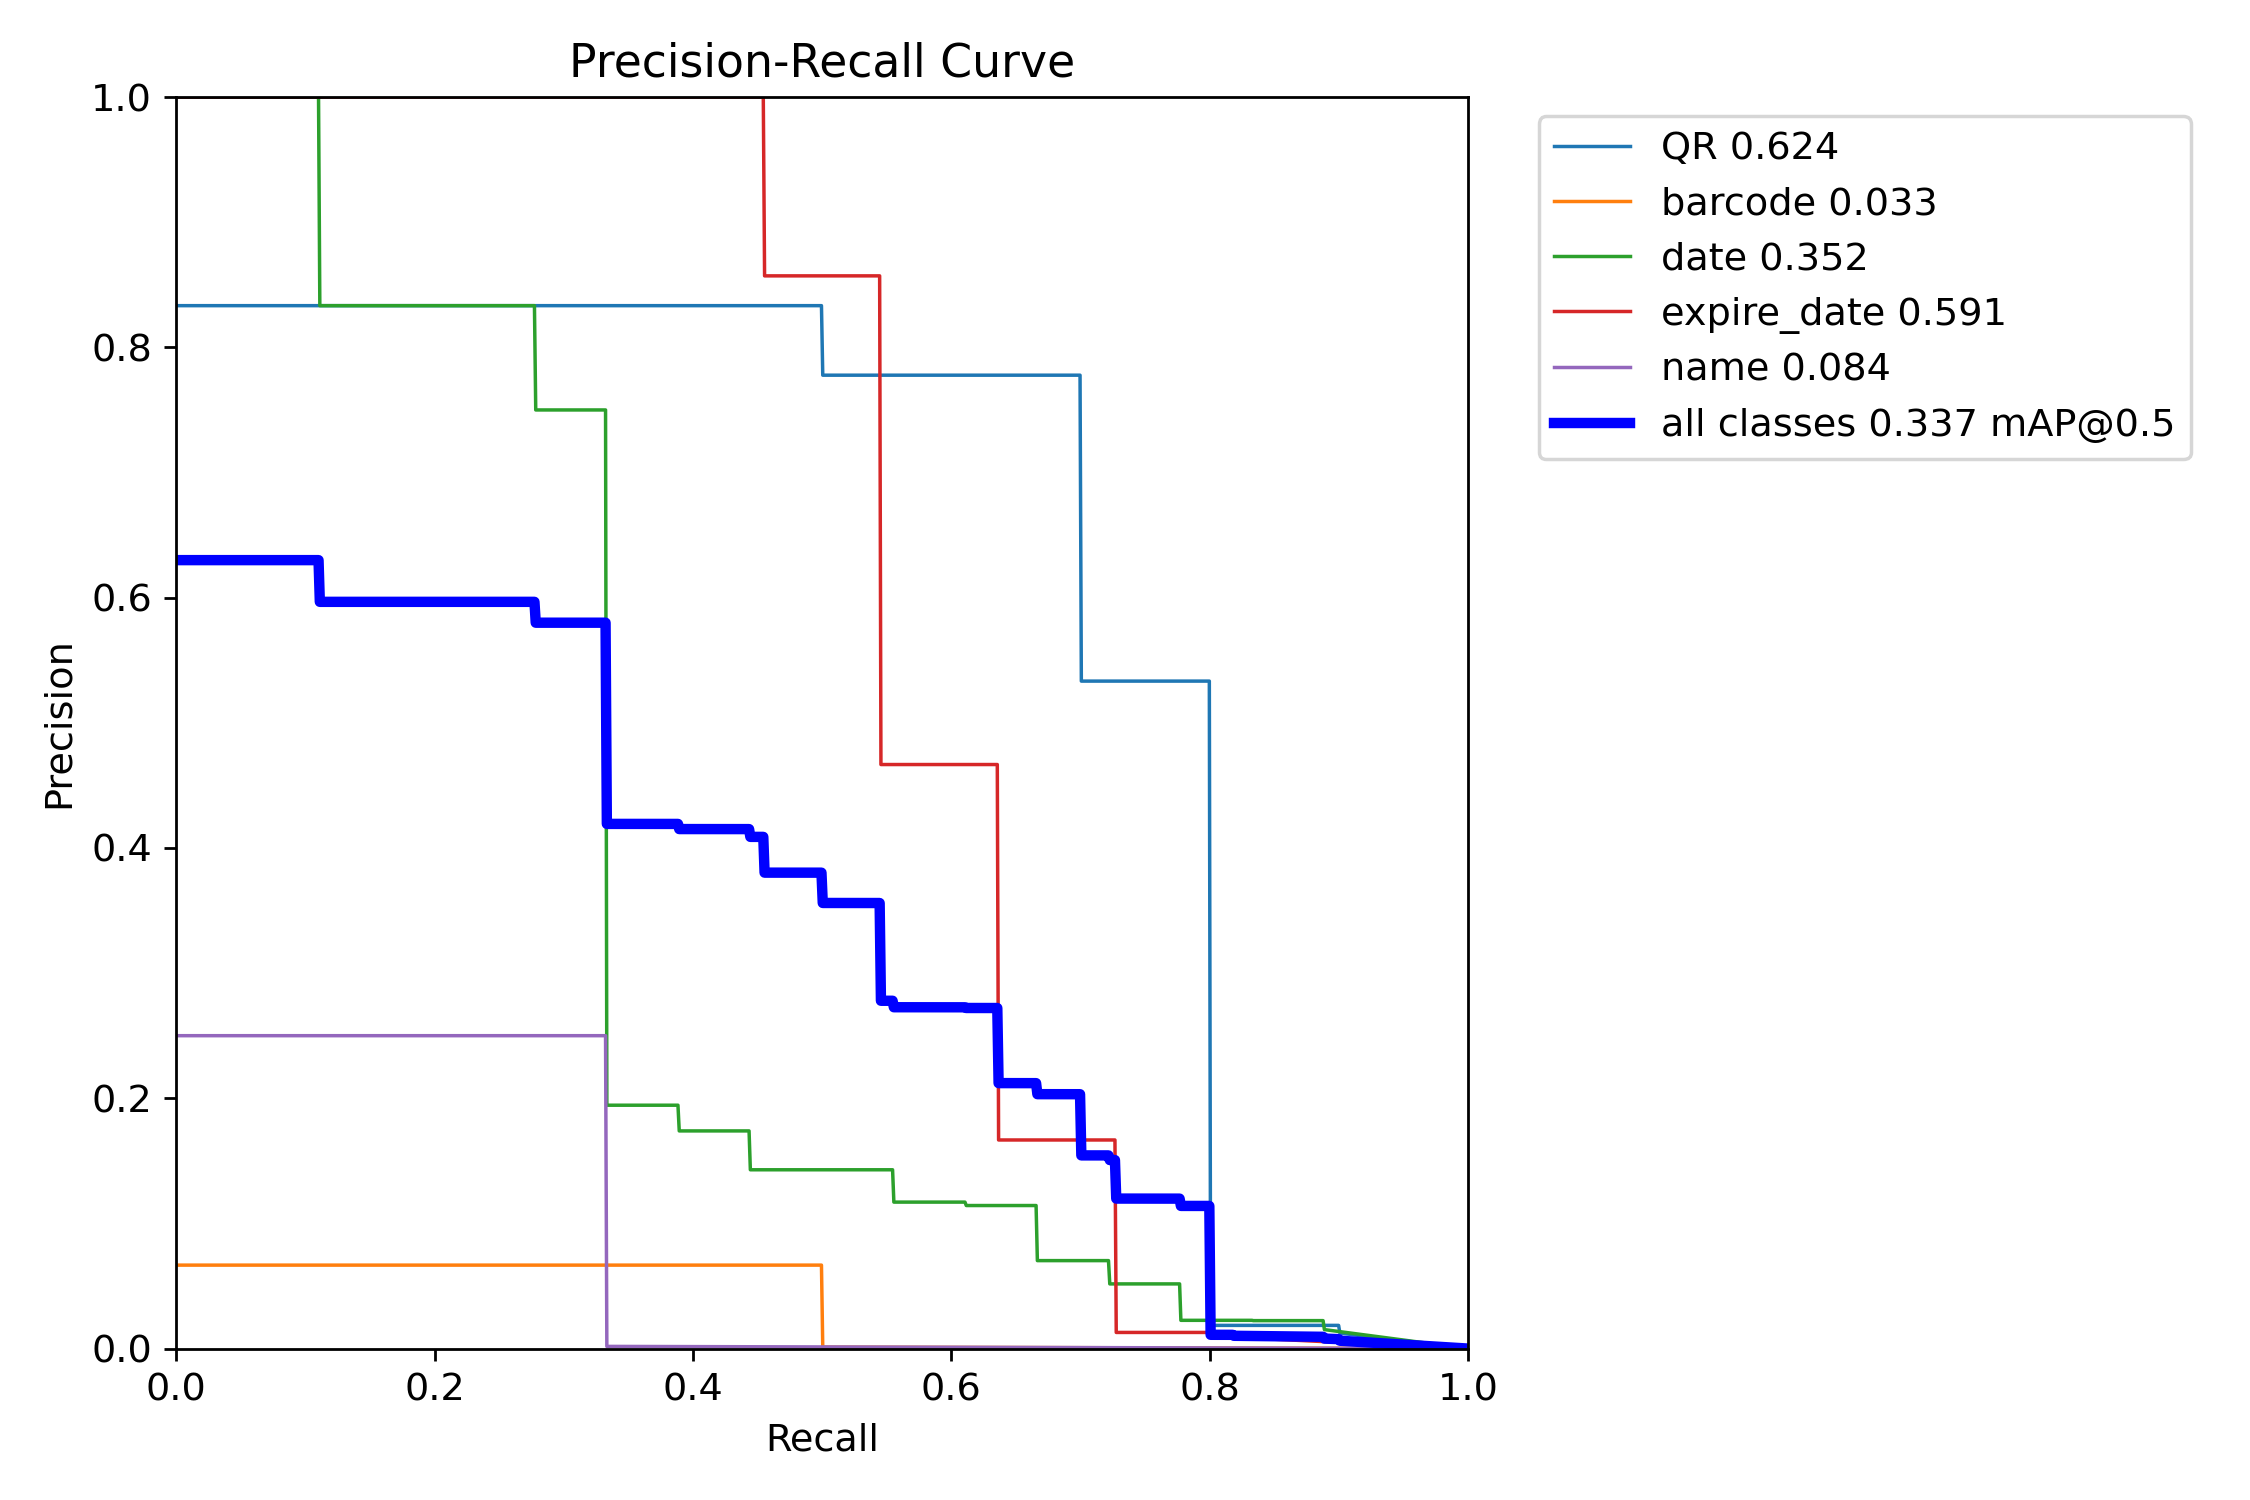 Precision-Recall Curve
1.0
0.8
0.6
0.4
0.2
0.0
Precision
0.0 0.2 0.4 0.6 0.8 1.0
Recall
QR 0.624
barcode 0.033
date 0.352
expire_date 0.591
name 0.084
all classes 0.337 mAP@0.5